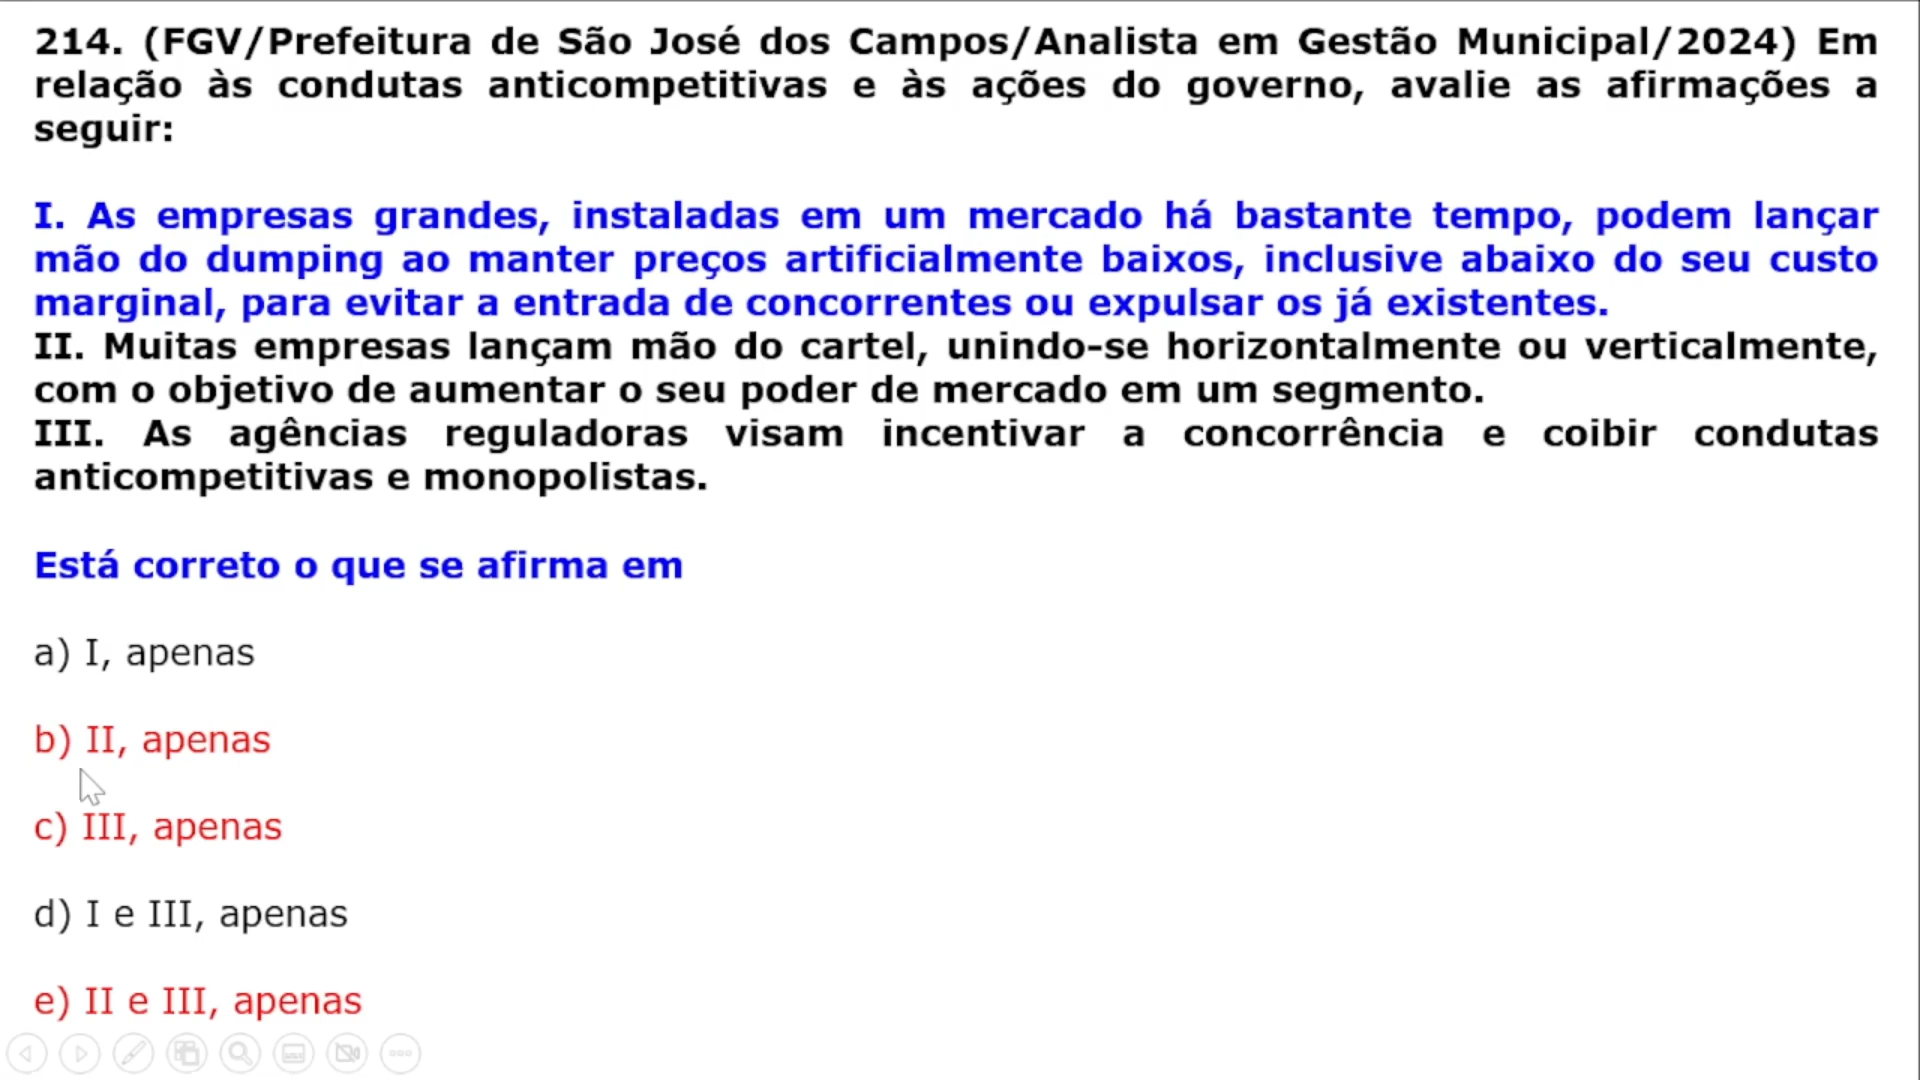 214. (FGV/Prefeitura de São José dos Campos/Analista em Gestão Municipal/2024) Em
relação às condutas anticompetitivas e às ações do governo, avalie as afirmações a
seguir:
I. As empresas grandes, instaladas em um mercado há bastante tempo, podem lançar
mão do dumping ao manter preços artificialmente baixos, inclusive abaixo do seu custo
marginal, para evitar a entrada de concorrentes ou expulsar os já existentes.
II. Muitas empresas lançam mão do cartel, unindo-se horizontalmente ou verticalmente,
com o objetivo de aumentar o seu poder de mercado em um segmento.
III. As agências reguladoras visam incentivar a concorrência e coibir condutas
anticompetitivas e monopolistas.
Está correto o que se afirma em
a) I, apenas
b) II, apenas
c) III, apenas
d) I e III, apenas
e) II e III, apenas